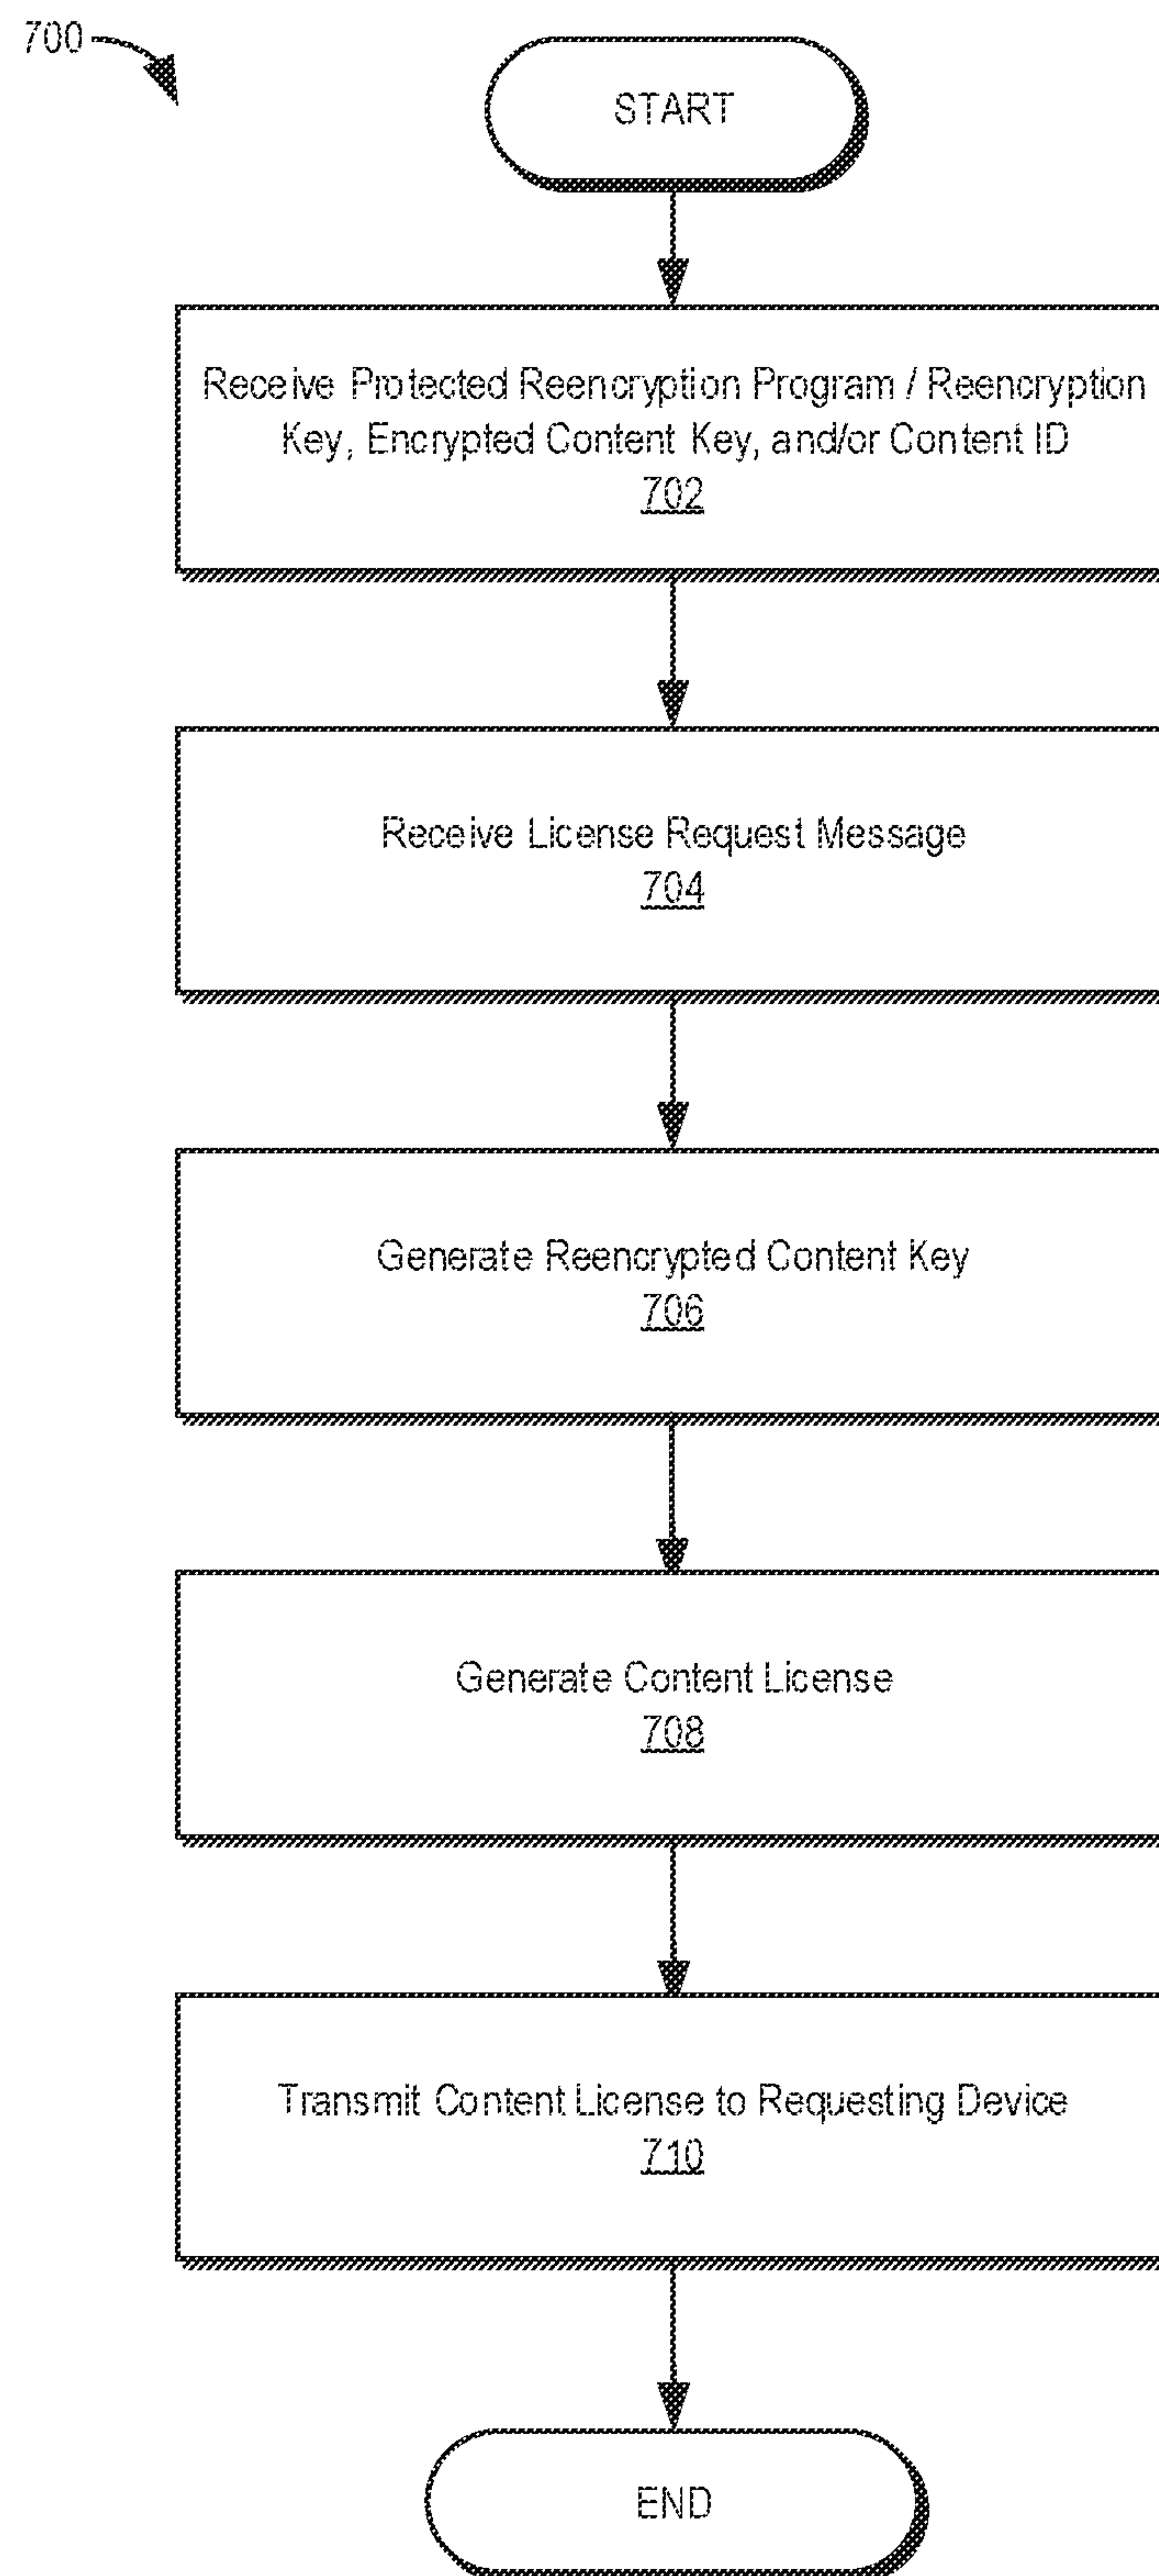 700
START
Receive Protected Reencryption Program / Reencryption
Key, Encrypted Content Key, and/or Content ID
702
Receive License Request Message
704
Generate Reencrypted Content Key
706
Generate Content License
708
Transmit Content License to Requesting Device
710
END